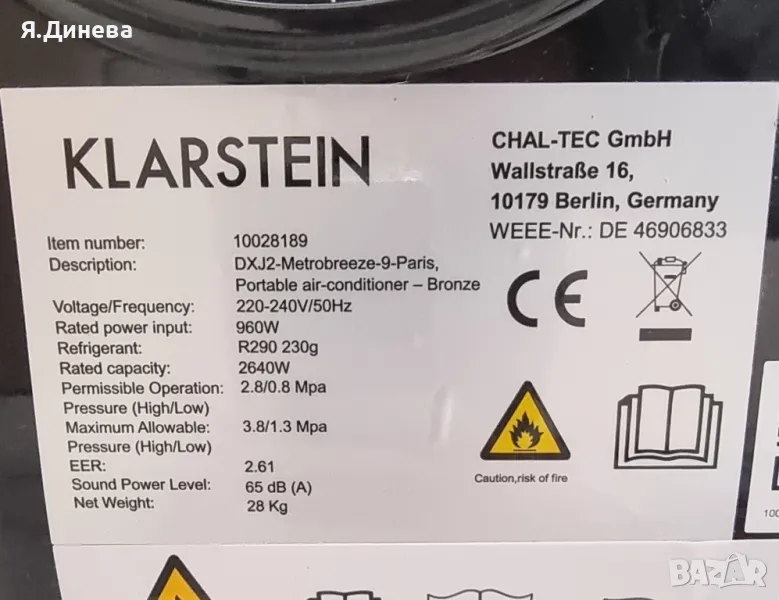 Я.Динева
KLARSTEIN
CHAL-TEC GmbH
Wallstraße 16,
10179 Berlin, Germany
WEEE-Nr.: DE 46906833
Item number: 10028189
Description: DXJ2-Metrobreeze-9-Paris,
Portable air-conditioner – Bronze
Voltage/Frequency: 220-240V/50Hz
Rated power input: 960W
Refrigerant: R290 230g
Rated capacity: 2640W
Permissible Operation: 2.8/0.8 Mpa
Pressure (High/Low)
Maximum Allowable: 3.8/1.3 Mpa
Pressure (High/Low)
EER: 2.61
Sound Power Level: 65 dB (A)
Net Weight: 28 Kg
CE
Caution,risk of fire
BAZAR